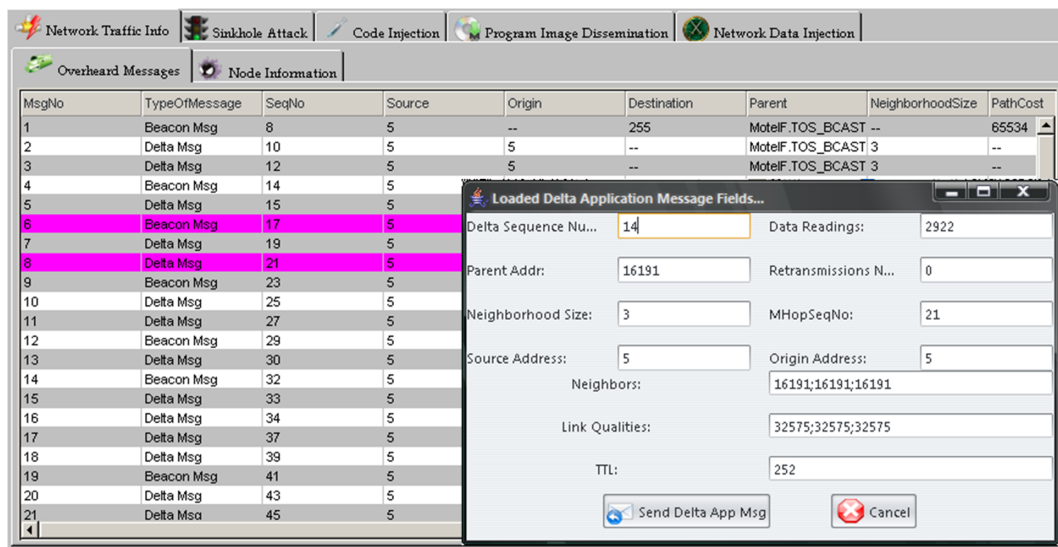 Network Traffic Info Sinkhole Attack Code Injection Program Image Dissemination Network Data Injection
Overheard Messages Node Information
MsgNo TypeOfMessage SeqNo Source Origin Destination Parent NeighborhoodSize PathCost
1 Beacon Msg 8 5 -- 255 MoteIF.TOS_BCAST -- 65534
2 Delta Msg 10 5 5 -- MoteIF.TOS_BCAST 3 --
3 Delta Msg 12 5 5 -- MoteIF.TOS_BCAST 3 --
4 Beacon Msg 14 5
5 Delta Msg 15 5
6 Beacon Msg 17 5
7 Delta Msg 19 5
8 Delta Msg 21 5
9 Beacon Msg 23 5
10 Delta Msg 25 5
11 Delta Msg 27 5
12 Beacon Msg 29 5
13 Delta Msg 30 5
14 Beacon Msg 32 5
15 Delta Msg 33 5
16 Delta Msg 34 5
17 Delta Msg 37 5
18 Delta Msg 39 5
19 Beacon Msg 41 5
20 Delta Msg 43 5
21 Delta Msg 45 5
Loaded Delta Application Message Fields...
Delta Sequence Nu... 14 Data Readings: 2922
Parent Addr: 16191 Retransmissions N... 0
Neighborhood Size: 3 MHopSeqNo: 21
Source Address: 5 Origin Address: 5
Neighbors: 16191;16191;16191
Link Qualities: 32575;32575;32575
TTL: 252
Send Delta App Msg Cancel